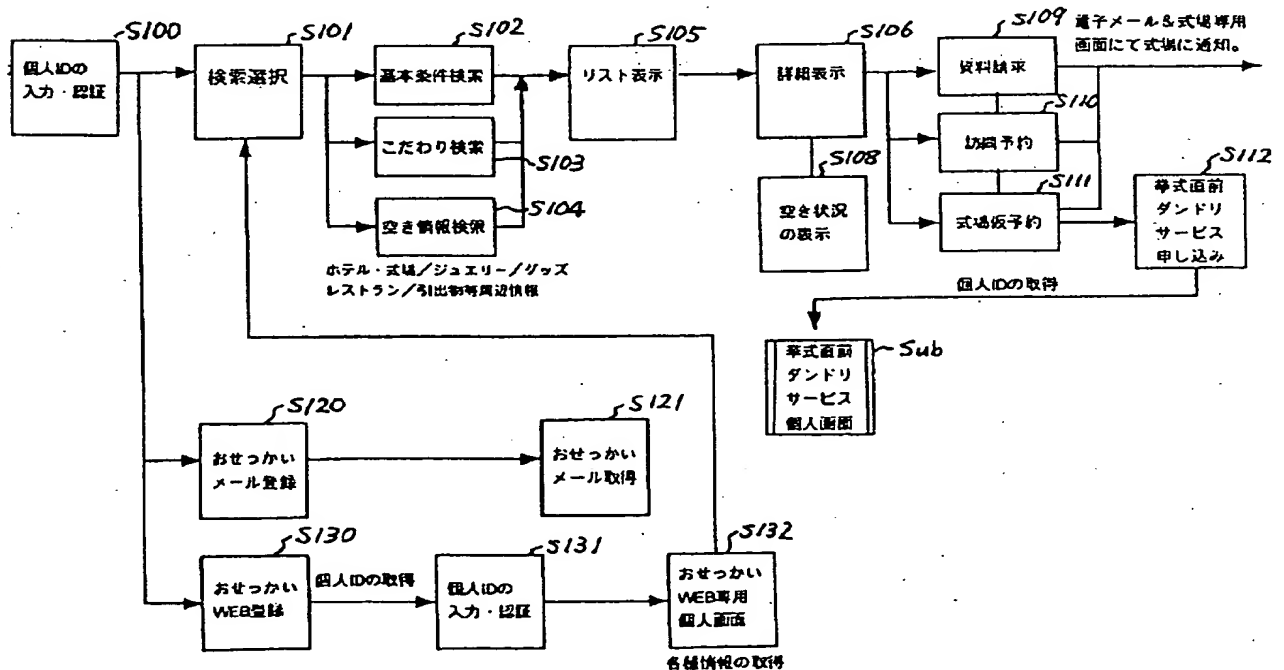 S100
個人IDの
入力・認証
S101
検索選択
S102
基本条件検索
こだわり検索
S103
S104
空き情報検索
ホテル・式場／ジュエリー／グッズ
レストラン／引出物等周辺情報
S105
リスト表示
S106
詳細表示
S108
空き状況
の表示
S109
資料請求
電子メール＆式場専用
画面にて式場に通知。
S110
訪問予約
S111
式場仮予約
S112
挙式直前
ダンドリ
サービス
申し込み
個人IDの取得
Sub
挙式直前
ダンドリ
サービス
個人画面
S120
おせっかい
メール登録
S121
おせっかい
メール取得
S130
おせっかい
WEB登録
個人IDの取得
S131
個人IDの
入力・認証
S132
おせっかい
WEB専用
個人画面
各種情報の取得